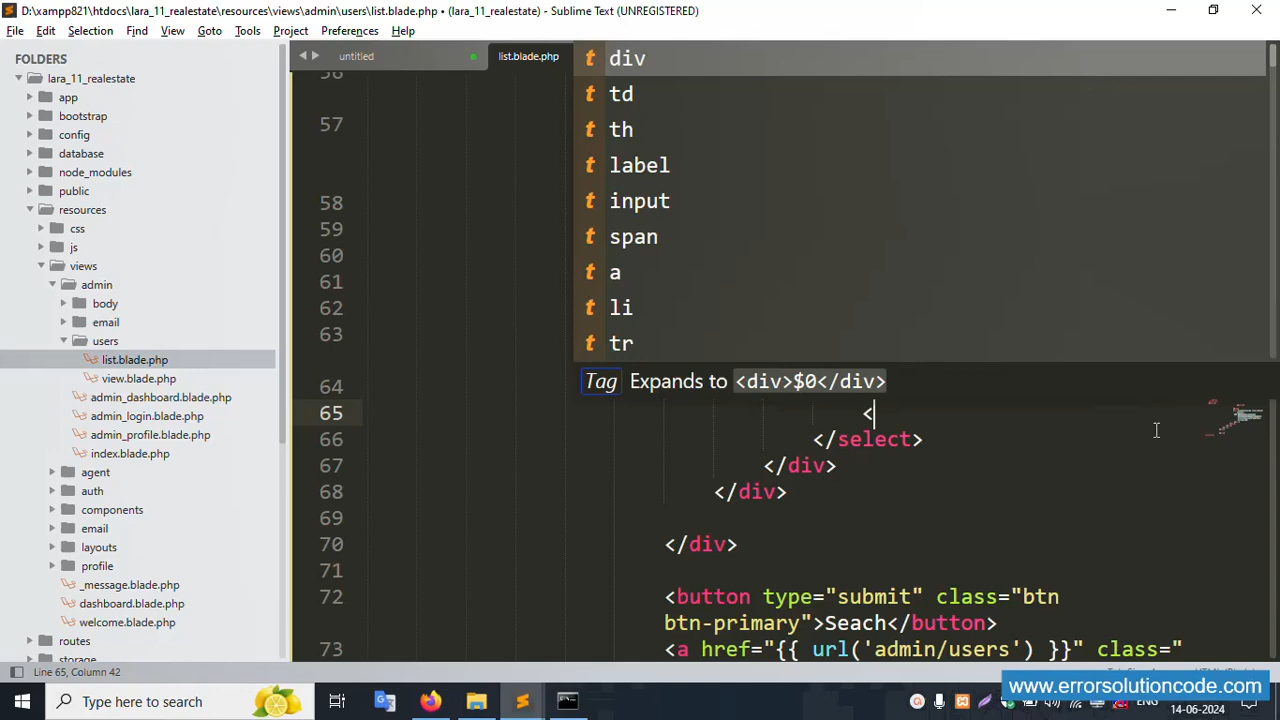 D:\xampp821\htdocs\lara_11_realestate\resources\views\admin\users\list.blade.php • (lara_11_realestate) - Sublime Text (UNREGISTERED)
File Edit Selection Find View Goto Tools Project Preferences Help
FOLDERS
lara_11_realestate
app
bootstrap
config
database
node_modules
public
resources
css
js
views
admin
body
email
users
list.blade.php
view.blade.php
admin_dashboard.blade.php
admin_login.blade.php
admin_profile.blade.php
index.blade.php
agent
auth
components
email
layouts
profile
_message.blade.php
dashboard.blade.php
welcome.blade.php
routes
storage
untitled
list.blade.php
t div
t td
t th
t label
t input
t span
t a
t li
t tr
Tag Expands to <div>$0</div>
56
57
58
59
60
61
62
63
64
65 <
66 </select>
67 </div>
68 </div>
69
70 </div>
71
72 <button type="submit" class="btn
btn-primary">Seach</button>
73 <a href="{{ url('admin/users') }}" class="
Line 65, Column 42
www.errorsolutioncode.com/
Type here to search
ENG
14-06-2024